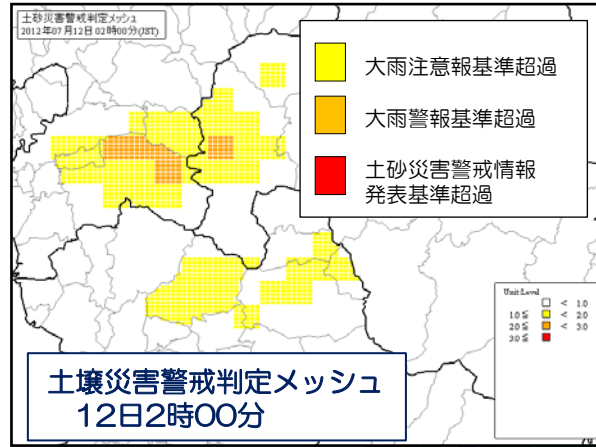 土砂災害警戒判定メッシュ
2012年07月12日 02時00分(JST)
大雨注意報基準超過
大雨警報基準超過
土砂災害警戒情報
発表基準超過
Unit:Level
< 1.0
1.0 ≦ < 2.0
2.0 ≦ < 3.0
3.0 ≦
土壌災害警戒判定メッシュ
12日2時00分